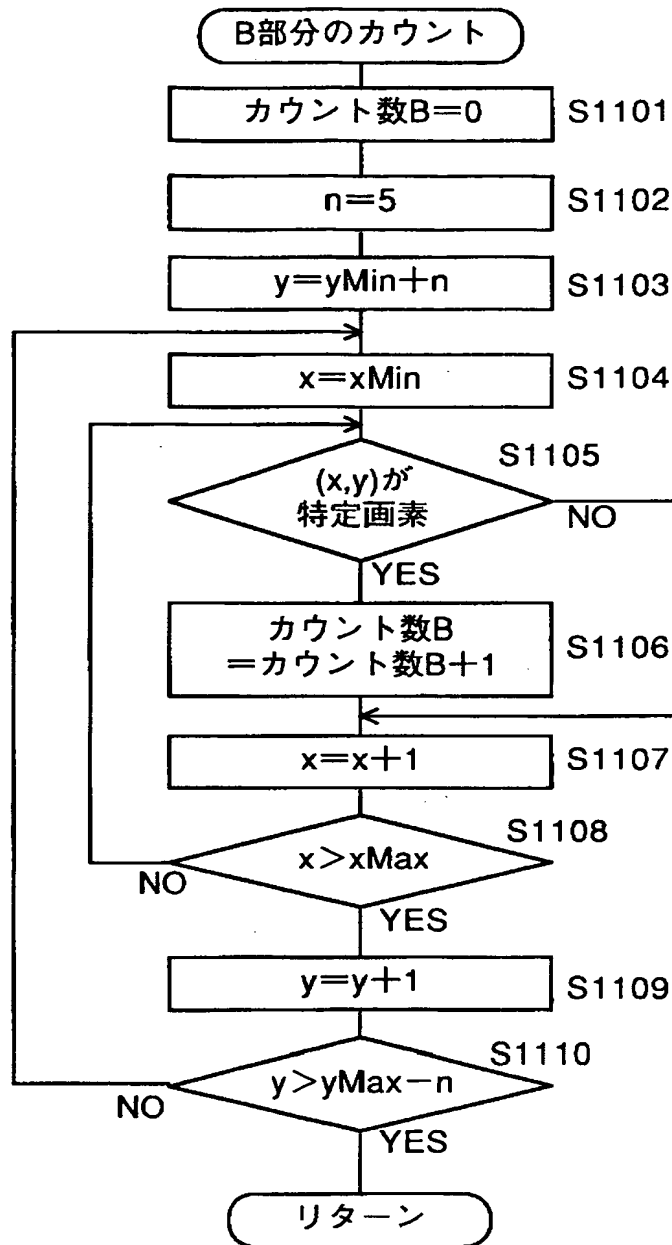 B部分のカウント
カウント数B=0 S1101
n=5 S1102
y=yMin+n S1103
x=xMin S1104
S1105
(x,y)が
特定画素
NO
YES
カウント数B
=カウント数B+1 S1106
x=x+1 S1107
S1108
x>xMax
NO
YES
y=y+1 S1109
S1110
y>yMax-n
NO
YES
リターン